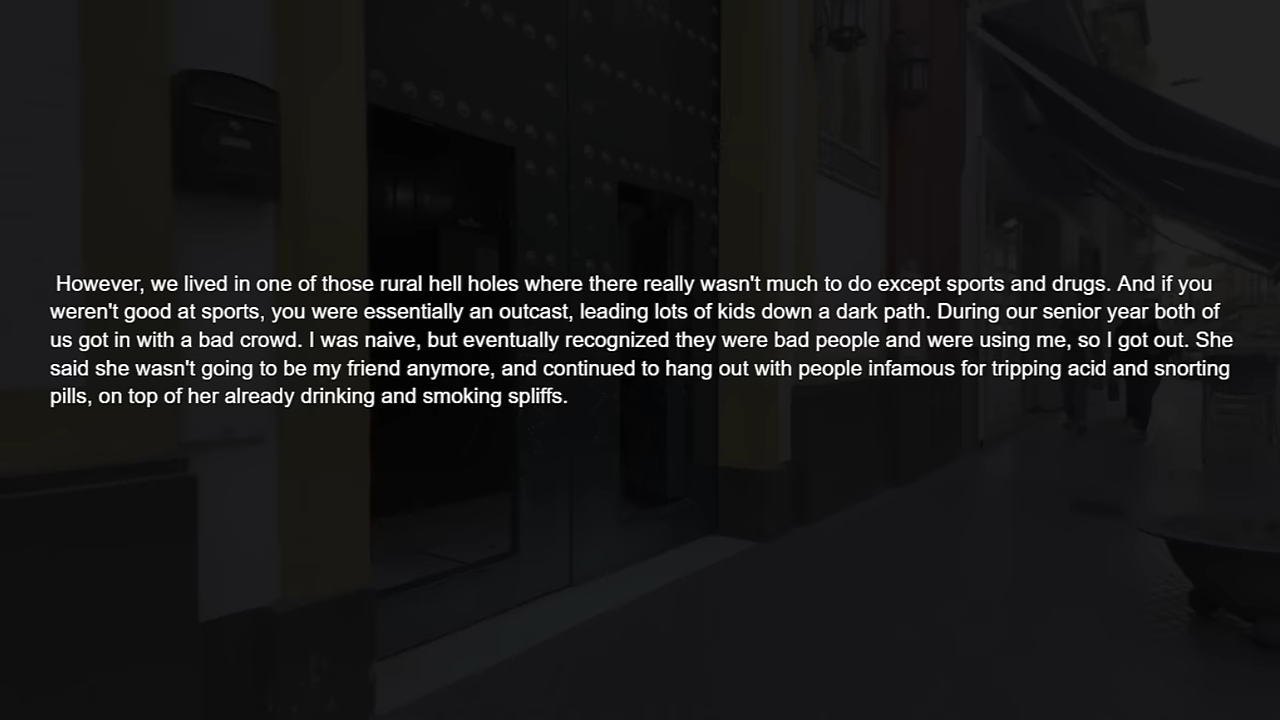 However, we lived in one of those rural hell holes where there really wasn't much to do except sports and drugs. And if you
weren't good at sports, you were essentially an outcast, leading lots of kids down a dark path. During our senior year both of
us got in with a bad crowd. I was naive, but eventually recognized they were bad people and were using me, so I got out. She
said she wasn't going to be my friend anymore, and continued to hang out with people infamous for tripping acid and snorting
pills, on top of her already drinking and smoking spliffs.